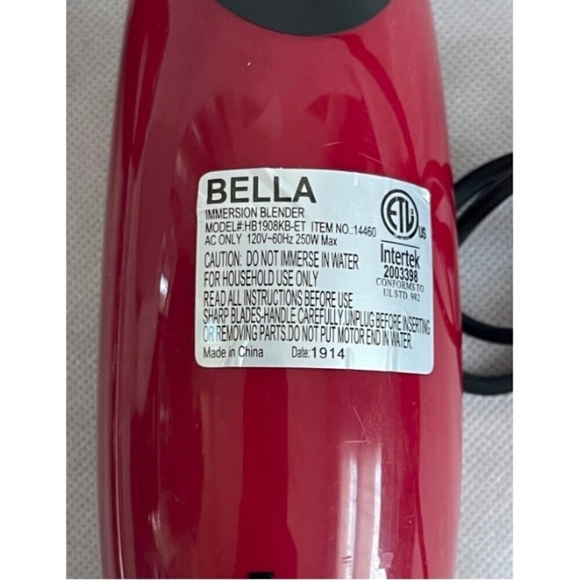 BELLA
IMMERSION BLENDER
MODEL#:HB1908KB-ET ITEM NO.:14460
AC ONLY 120V~60Hz 250W Max
CAUTION: DO NOT IMMERSE IN WATER
FOR HOUSEHOLD USE ONLY
READ ALL INSTRUCTIONS BEFORE USE
SHARP BLADES-HANDLE CAREFULLY.UNPLUG BEFORE INSERTING
OR REMOVING PARTS.DO NOT PUT MOTOR END IN WATER.
Made in China Date:1914
ETL US
Intertek
2003398
CONFORMS TO
UL STD. 982